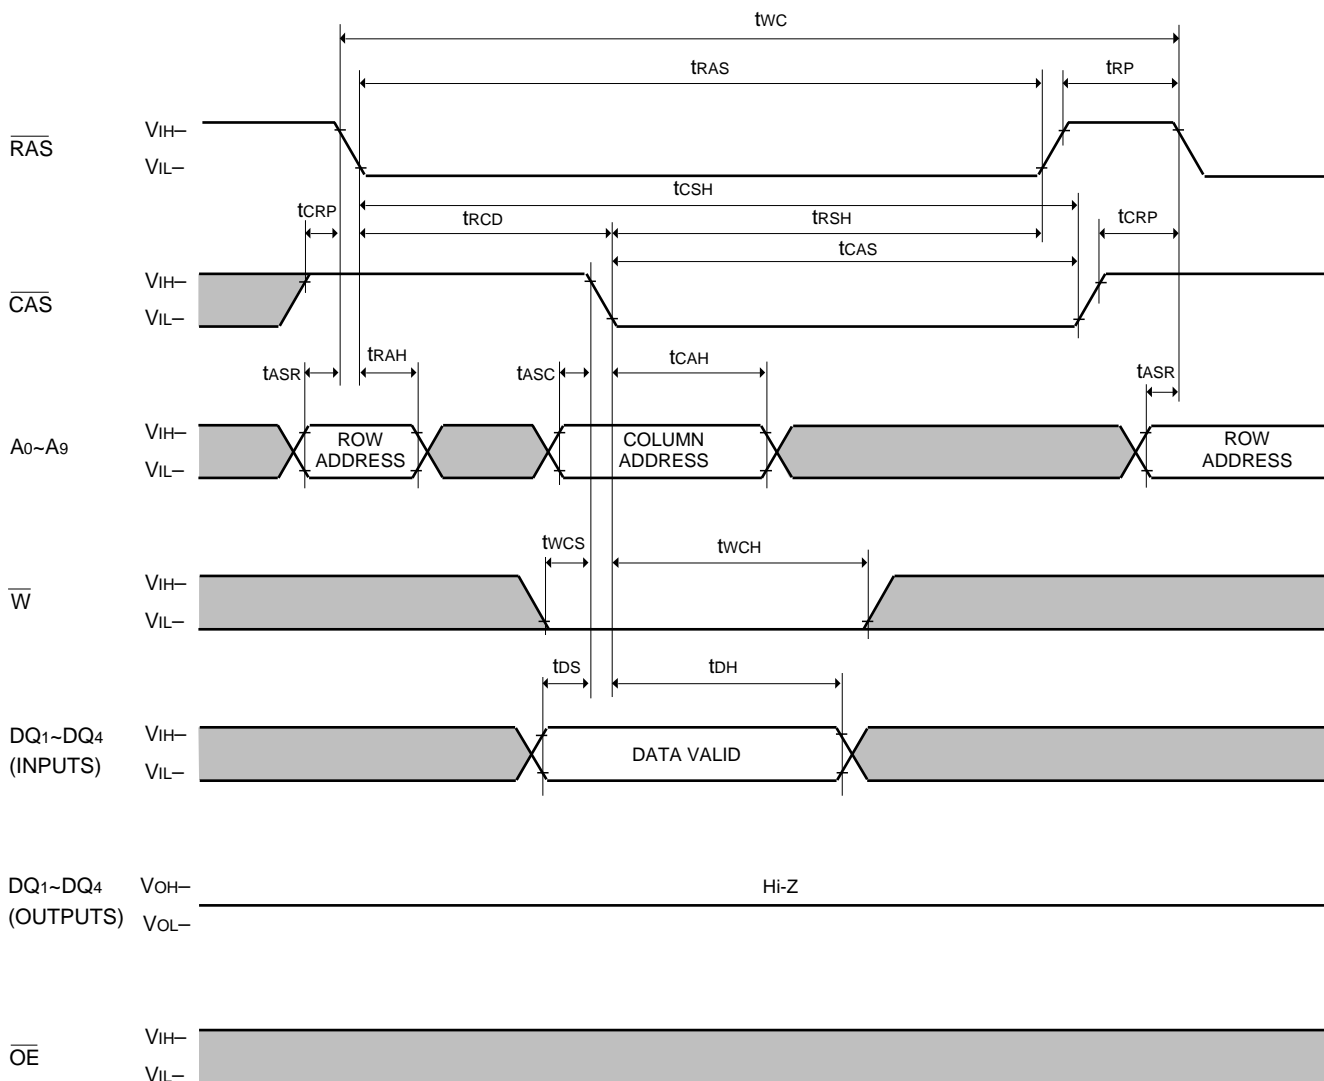 tWC
tRAS tRP
RAS VIH–
VIL–
tCSH
tCRP tRCD tRSH tCRP
tCAS
CAS VIH–
VIL–
tASR tRAH tASC tCAH tASR
A0~A9 VIH–
VIL–
ROW ADDRESS
COLUMN ADDRESS
ROW ADDRESS
tWCS tWCH
W VIH–
VIL–
tDS tDH
DQ1~DQ4 VIH–
(INPUTS) VIL–
DATA VALID
DQ1~DQ4 VOH– Hi-Z
(OUTPUTS) VOL–
OE VIH–
VIL–